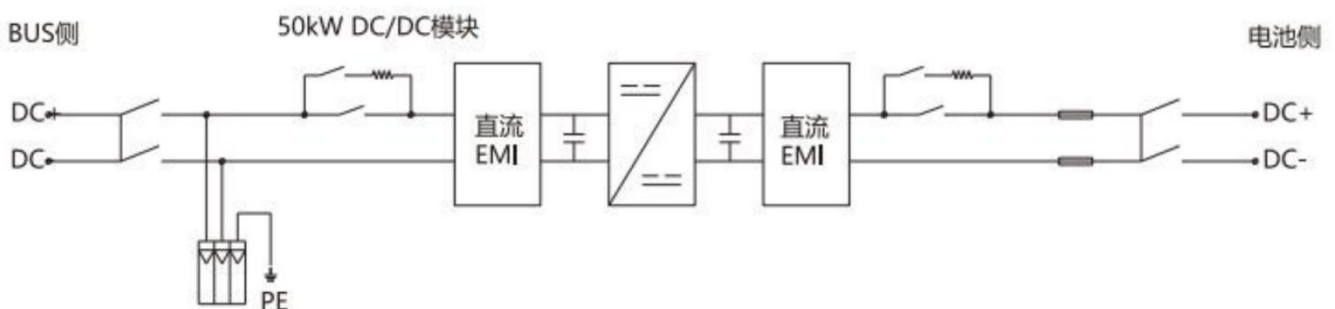 BUS侧
50kW DC/DC模块
电池侧
DC+
直流
EMI
直流
EMI
DC+
DC
DC-
PE